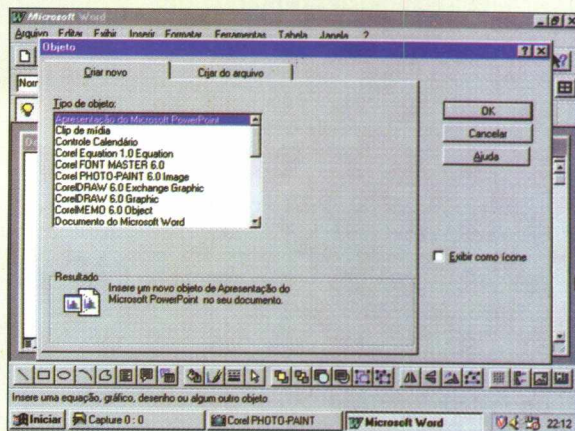 Microsoft Word
Arquivo Editar Exibir Inserir Formatar Ferramentas Tabela Janela ?
Objeto
Criar novo
Criar do arquivo
Tipo de objeto:
Apresentação do Microsoft PowerPoint
Clip de mídia
Controle Calendário
Corel Equation 1.0 Equation
Corel FONT MASTER 6.0
Corel PHOTO-PAINT 6.0 Image
CorelDRAW 6.0 Exchange Graphic
CorelDRAW 6.0 Graphic
CorelMEMO 6.0 Object
Documento do Microsoft Word
OK
Cancelar
Ajuda
Exibir como ícone
Resultado
Insere um novo objeto de Apresentação do
Microsoft PowerPoint no seu documento.
Insere uma equação, gráfico, desenho ou algum outro objeto
Iniciar
Capture 0 : 0
Corel PHOTO-PAINT
Microsoft Word
22:12